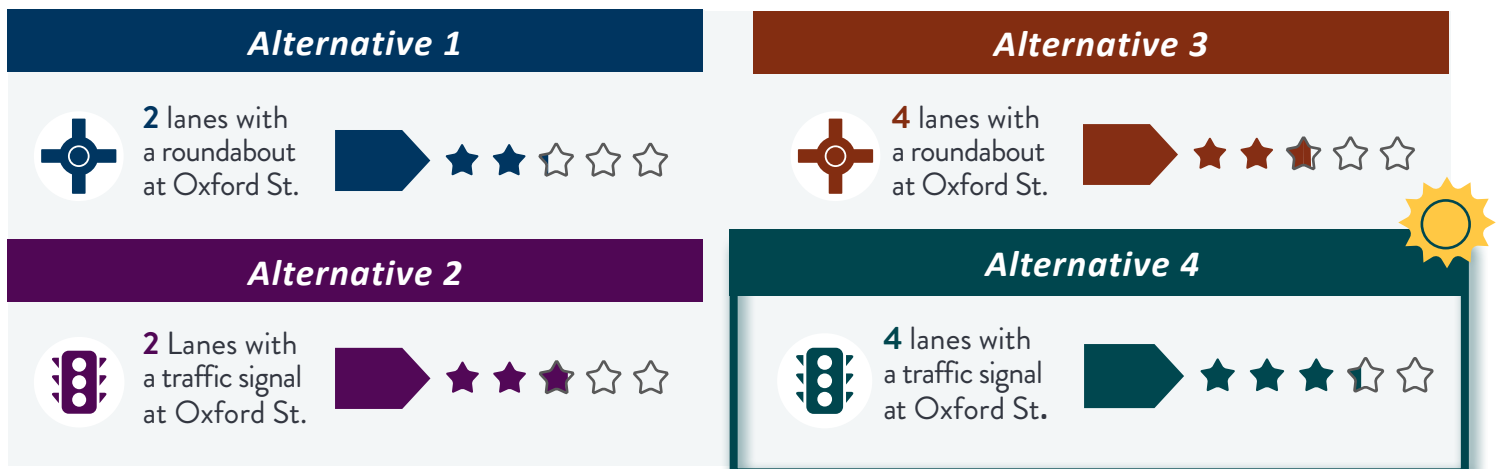 Alternative 1
2 lanes with
a roundabout
at Oxford St.
Alternative 2
2 Lanes with
a traffic signal
at Oxford St.
Alternative 3
4 lanes with
a roundabout
at Oxford St.
Alternative 4
4 lanes with
a traffic signal
at Oxford St.